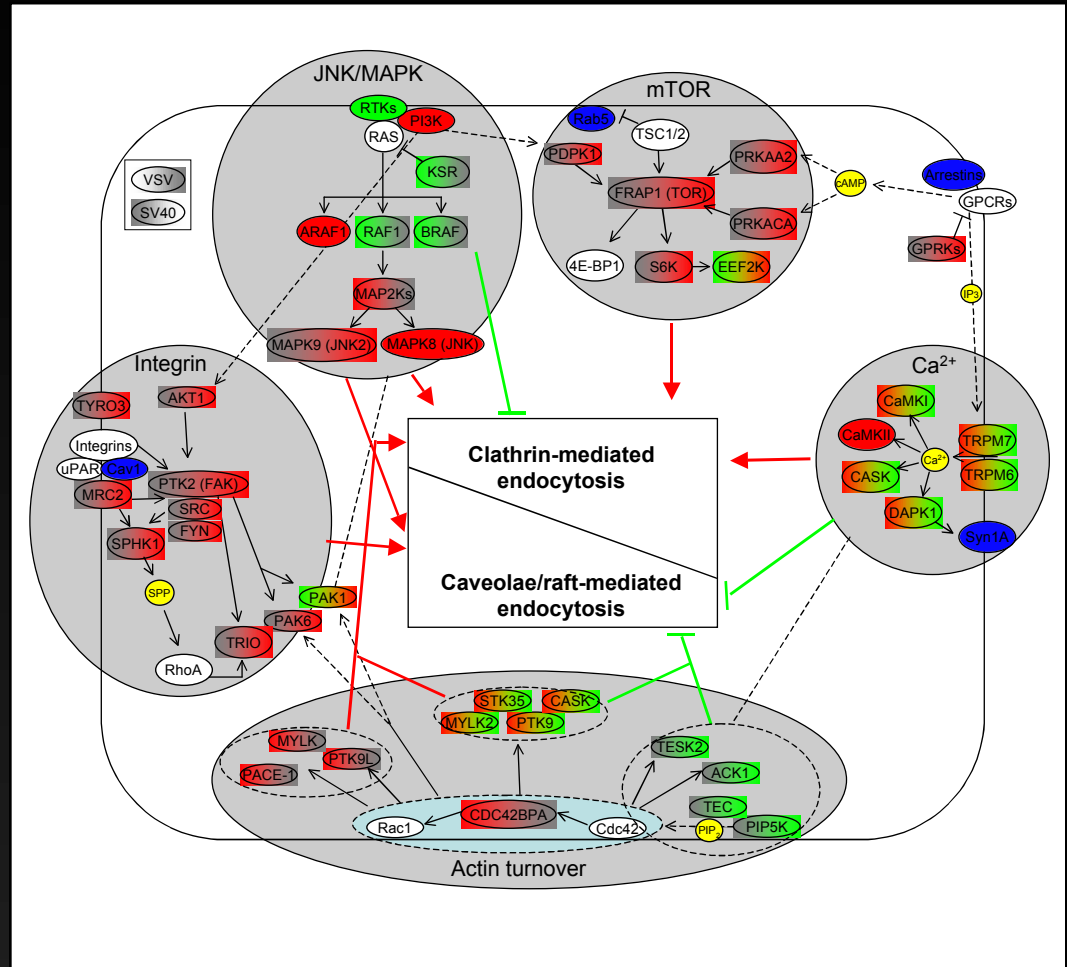 JNK/MAPK
mTOR
RTKs
PI3K
RAS
KSR
ARAF1
RAF1
BRAF
MAP2Ks
MAPK9 (JNK2)
MAPK8 (JNK)
VSV
SV40
Rab5
TSC1/2
PDPK1
PRKAA2
FRAP1 (TOR)
PRKACA
4E-BP1
S6K
EEF2K
cAMP
Arrestins
GPCRs
GPRKs
IP3
Integrin
TYRO3
AKT1
Integrins
uPAR
Cav1
MRC2
PTK2 (FAK)
SRC
FYN
SPHK1
SPP
TRIO
RhoA
PAK1
PAK6
Clathrin-mediated
endocytosis
Caveolae/raft-mediated
endocytosis
Ca2+
CaMKI
CaMKII
TRPM7
Ca2+
CASK
TRPM6
DAPK1
Syn1A
STK35
CASK
MYLK2
PTK9
MYLK
PTK9L
PACE-1
TESK2
ACK1
TEC
PIP2
PIP5K
CDC42BPA
Rac1
Cdc42
Actin turnover